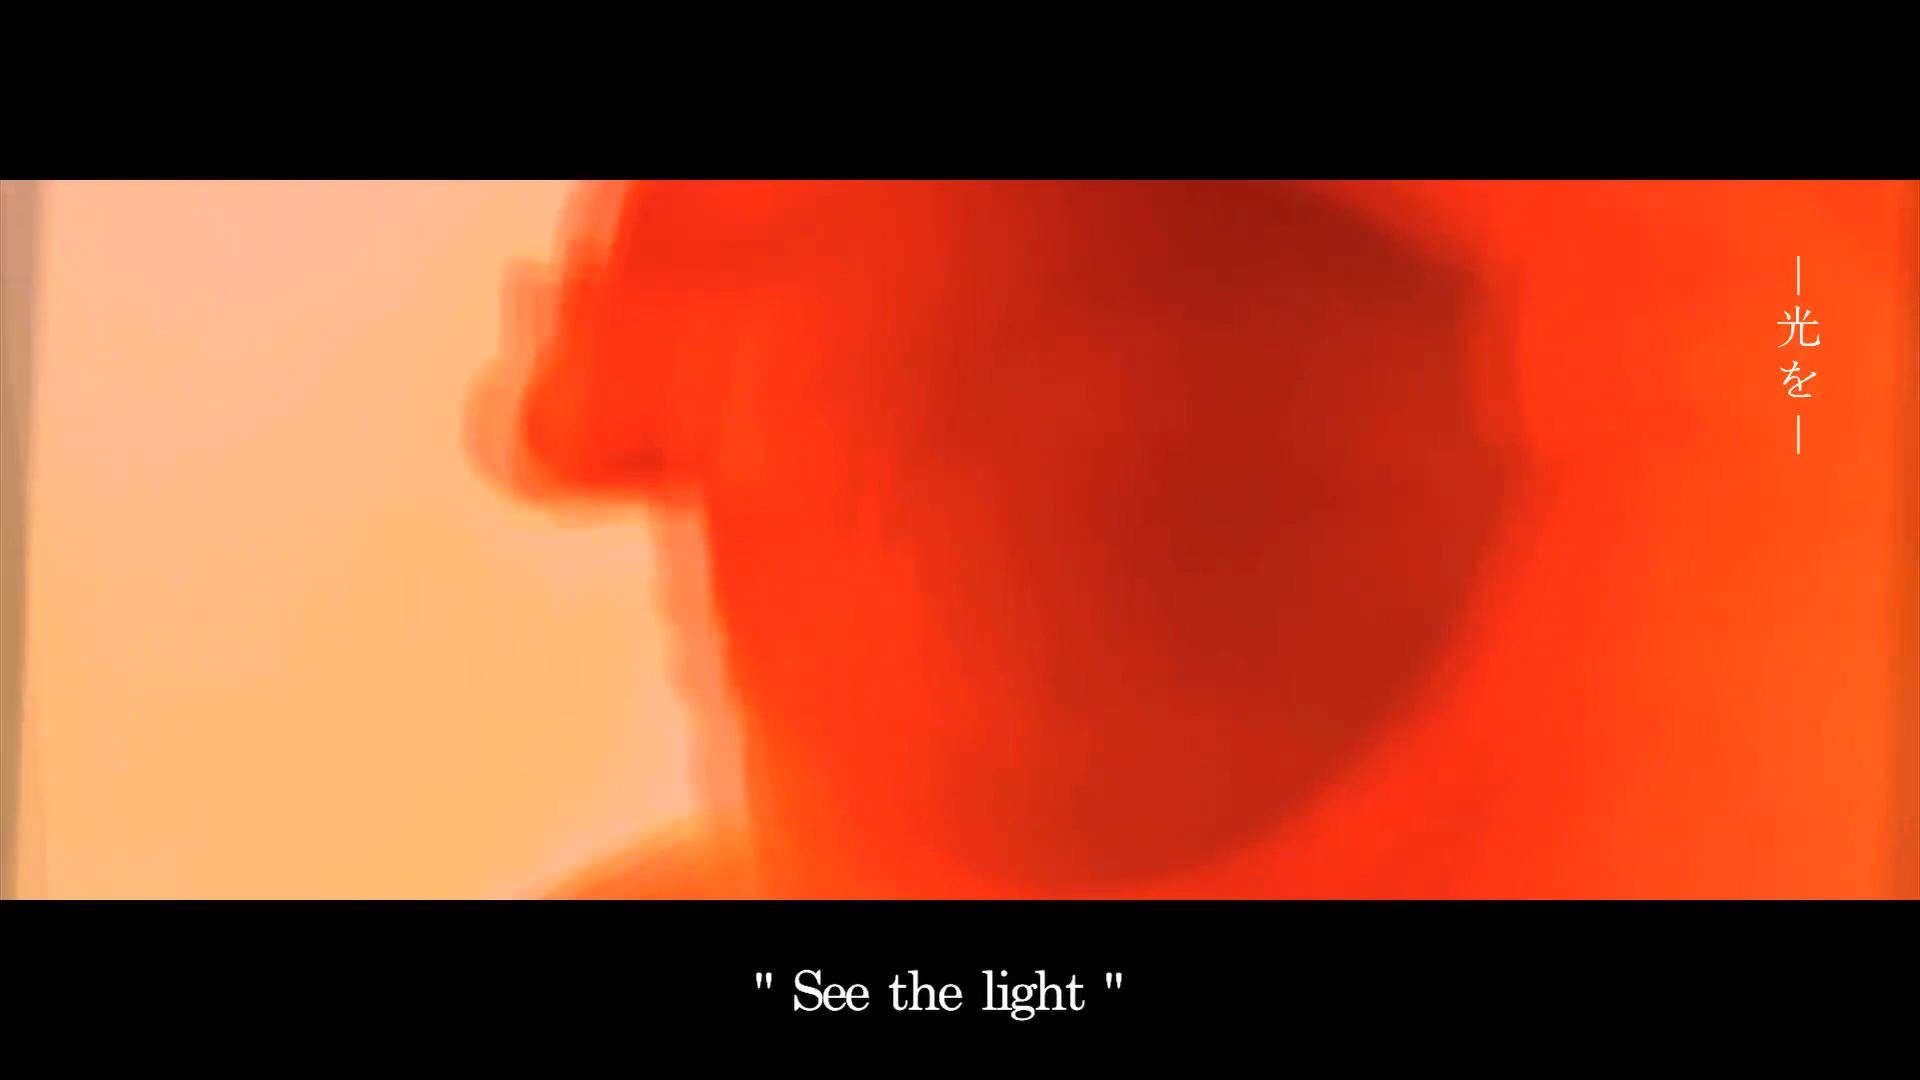 ―光を―
" See the light "